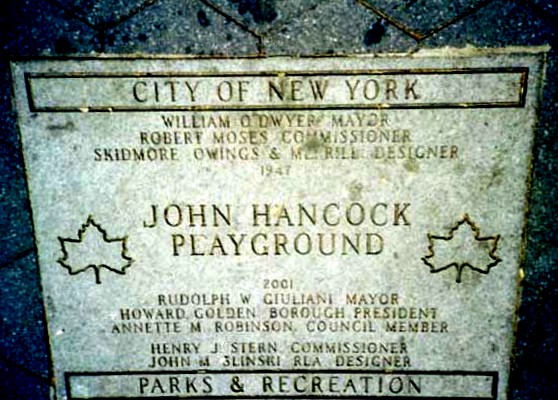 CITY OF NEW YORK
WILLIAM O'DWYER MAYOR
ROBERT MOSES COMMISSIONER
SKIDMORE OWINGS & MERRILL DESIGNER
1947
JOHN HANCOCK
PLAYGROUND
2001
RUDOLPH W. GIULIANI MAYOR
HOWARD GOLDEN BOROUGH PRESIDENT
ANNETTE M. ROBINSON, COUNCIL MEMBER
HENRY J. STERN COMMISSIONER
JOHN M RLA DESIGNER
PARKS & RECREATION